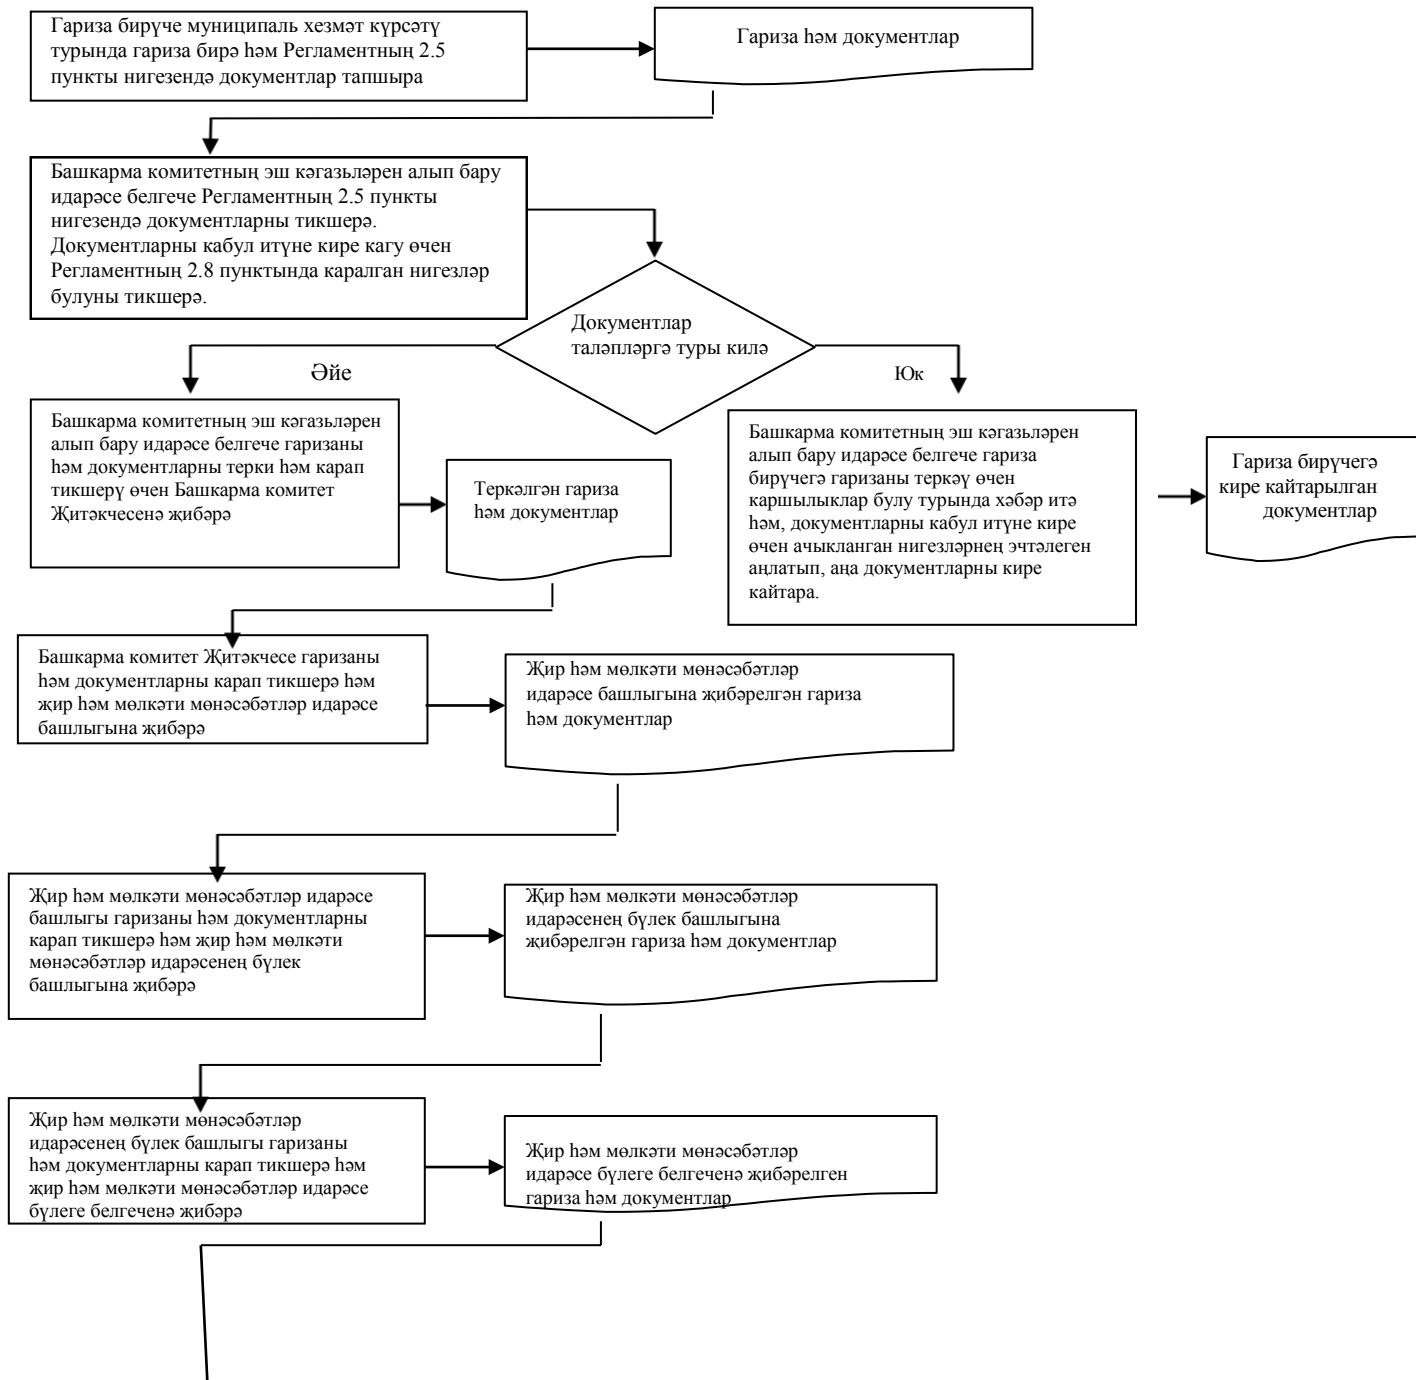 Гариза бирүче муниципаль хезмәт күрсәтү
турында гариза бирә һәм Регламентның 2.5
пункты нигезендә документлар тапшыра
Гариза һәм документлар
Башкарма комитетның эш кәгазьләрен алып бару
идарәсе белгече Регламентның 2.5 пункты
нигезендә документларны тикшерә.
Документларны кабул итүне кире кагу өчен
Регламентның 2.8 пунктында каралган нигезләр
булуны тикшерә.
Документлар
таләпләргә туры килә
Әйе
Юк
Башкарма комитетның эш кәгазьләрен
алып бару идарәсе белгече гаризаны
һәм документларны терки һәм карап
тикшерү өчен Башкарма комитет
Җитәкчесенә җибәрә
Теркәлгән гариза
һәм документлар
Башкарма комитетның эш кәгазьләрен
алып бару идарәсе белгече гариза
бирүчегә гаризаны теркәү өчен
каршылыклар булу турында хәбәр итә
һәм, документларны кабул итүне кире
өчен ачыкланган нигезләрнең эчтәлеген
аңлатып, аңа документларны кире
кайтара.
Гариза бирүчегә
кире кайтарылган
документлар
Башкарма комитет Җитәкчесе гаризаны
һәм документларны карап тикшерә һәм
җир һәм мөлкәти мөнәсәбәтләр идарәсе
башлыгына җибәрә
Җир һәм мөлкәти мөнәсәбәтләр
идарәсе башлыгына җибәрелгән гариза
һәм документлар
Җир һәм мөлкәти мөнәсәбәтләр идарәсе
башлыгы гаризаны һәм документларны
карап тикшерә һәм җир һәм мөлкәти
мөнәсәбәтләр идарәсенең бүлек
башлыгына җибәрә
Җир һәм мөлкәти мөнәсәбәтләр
идарәсенең бүлек башлыгына
җибәрелгән гариза һәм документлар
Җир һәм мөлкәти мөнәсәбәтләр
идарәсенең бүлек башлыгы гаризаны
һәм документларны карап тикшерә һәм
җир һәм мөлкәти мөнәсәбәтләр идарәсе
бүлеге белгеченә җибәрә
Җир һәм мөлкәти мөнәсәбәтләр
идарәсе бүлеге белгеченә җибәрелген
гариза һәм документлар